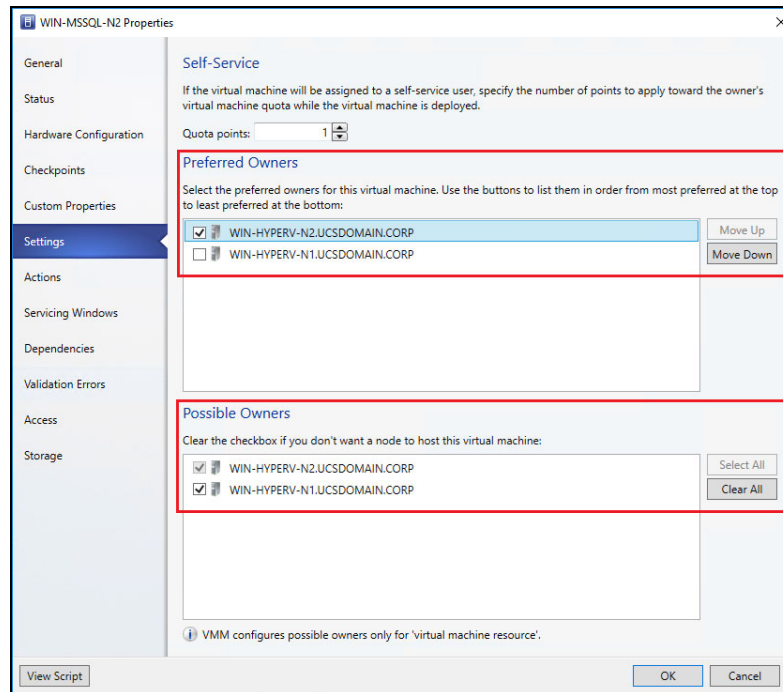 WIN-MSSQL-N2 Properties
General
Status
Hardware Configuration
Checkpoints
Custom Properties
Settings
Actions
Servicing Windows
Dependencies
Validation Errors
Access
Storage
Self-Service
If the virtual machine will be assigned to a self-service user, specify the number of points to apply toward the owner's
virtual machine quota while the virtual machine is deployed.
Quota points: 1
Preferred Owners
Select the preferred owners for this virtual machine. Use the buttons to list them in order from most preferred at the top
to least preferred at the bottom:
WIN-HYPERV-N2.UCSDOMAIN.CORP
WIN-HYPERV-N1.UCSDOMAIN.CORP
Move Up
Move Down
Possible Owners
Clear the checkbox if you don't want a node to host this virtual machine:
WIN-HYPERV-N2.UCSDOMAIN.CORP
WIN-HYPERV-N1.UCSDOMAIN.CORP
Select All
Clear All
VMM configures possible owners only for 'virtual machine resource'.
View Script
OK
Cancel